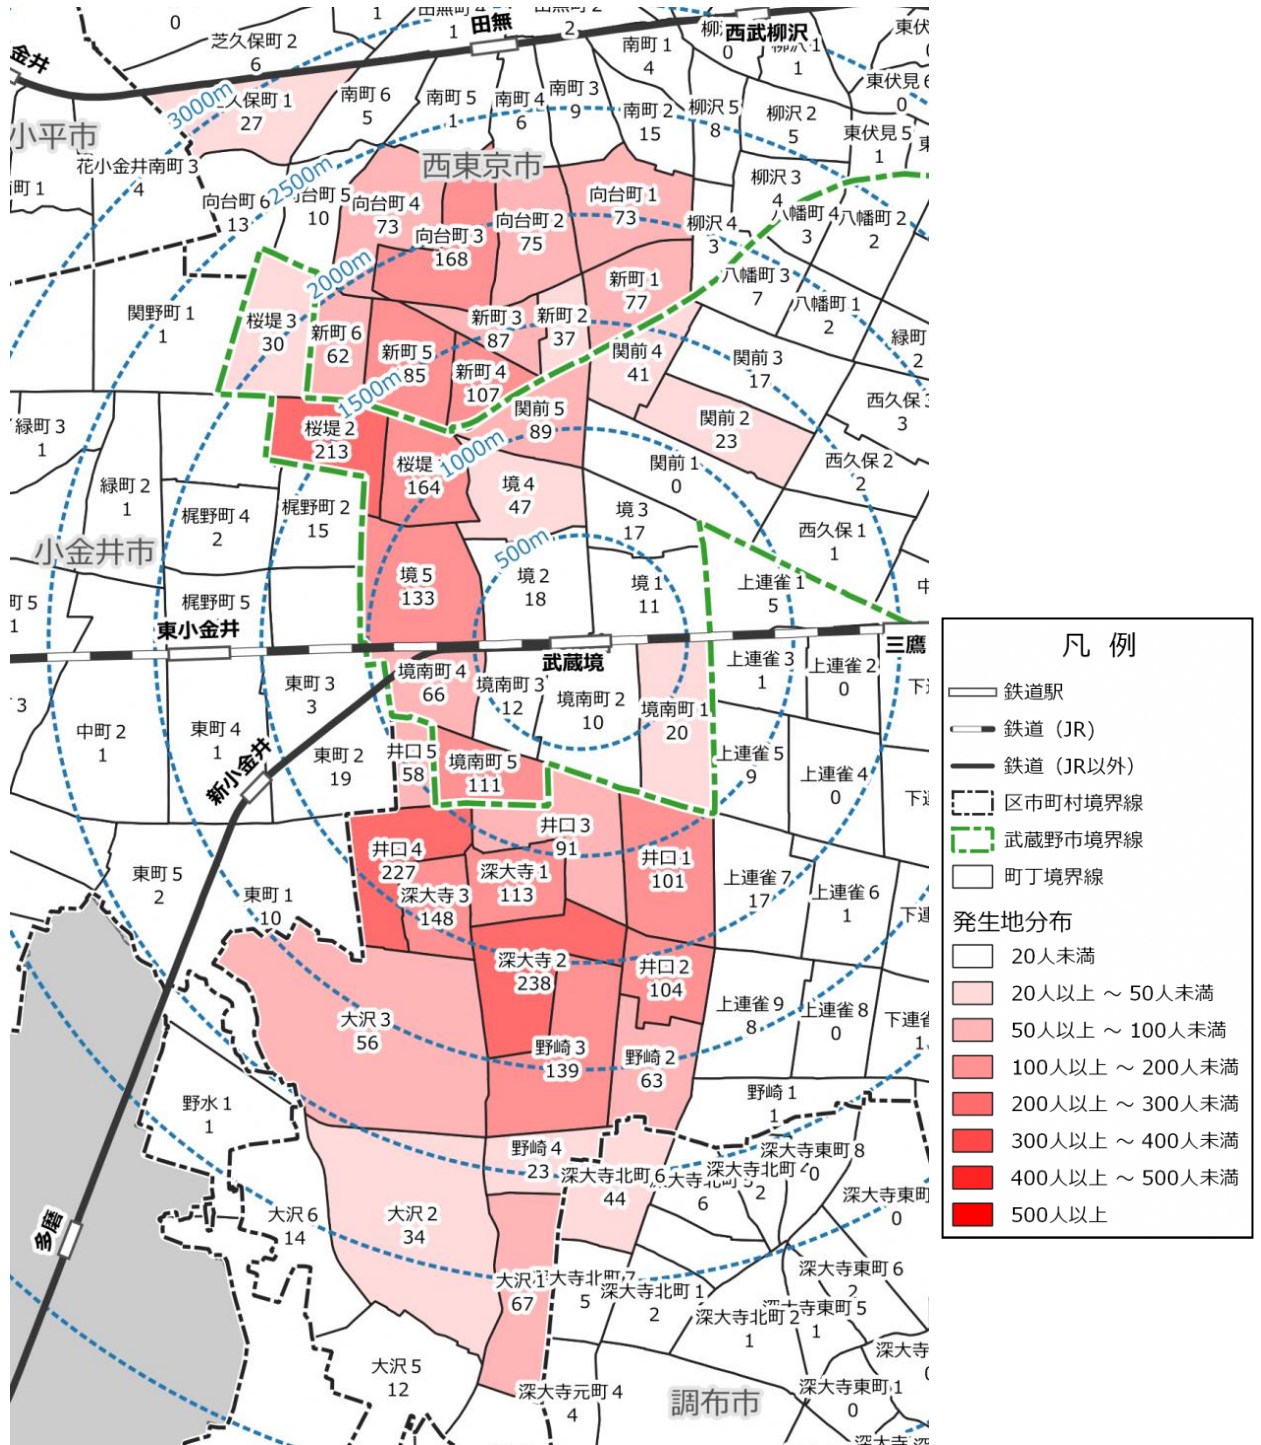 0
1
田無
2
西武柳沢
0
芝久保町 2
6
南町 1
4
1
東伏見 6
0
3000m
27
南町 6
5
南町 5
1
南町 4
6
南町 3
9
南町 2
15
柳沢 5
8
柳沢 2
5
東伏見 5
1
小平市
花小金井南町 3
4
町 1
西東京市
2500m
向台町 6
13
台町 5
10
向台町 4
73
向台町 3
168
向台町 2
75
向台町 1
73
柳沢 3
4
柳沢 4
3
八幡町 4
3
八幡町 2
2
2000m
関野町 1
1
桜堤 3
30
新町 6
62
新町 5
85
新町 3
87
新町 2
37
新町 1
77
八幡町 3
7
八幡町 1
2
緑町
2
1500m
新町 4
107
関前 5
89
関前 4
41
関前 3
17
関前 2
23
西久保 3
3
緑町 3
1
桜堤 2
213
桜堤
164
1000m
境 4
47
関前 1
0
西久保 2
2
緑町 2
1
梶野町 4
2
梶野町 2
15
境 3
17
西久保 1
1
小金井市
500m
境 5
133
境 2
18
境 1
11
上連雀 1
5
町 5
1
梶野町 5
東小金井
武蔵境
三鷹
東町 3
3
境南町 4
66
境南町 3
12
境南町 2
10
境南町 1
20
上連雀 3
1
上連雀 2
0
3
中町 2
1
東町 4
1
新小金井
東町 2
19
井口 5
58
境南町 5
111
上連雀 5
9
上連雀 4
0
井口 3
91
井口 4
227
深大寺 1
113
深大寺 3
148
井口 1
101
上連雀 7
17
上連雀 6
1
東町 5
2
東町 1
10
深大寺 2
238
井口 2
104
大沢 3
56
上連雀 9
8
上連雀 8
0
下連雀
1
野崎 3
139
野崎 2
63
野水 1
1
野崎 1
1
野崎 4
23
深大寺北町 6
44
6
2
深大寺東町 8
0
深大寺東町
0
多磨
大沢 6
14
大沢 2
34
大沢 1
67
5
深大寺北町 1
2
深大寺北町 2
1
深大寺東町 6
2
寺東町 5
1
大沢 5
12
深大寺元町 4
4
調布市
深大寺東町 1
0
凡 例
鉄道駅
鉄道（JR）
鉄道（JR以外）
区市町村境界線
武蔵野市境界線
町丁境界線
発生地分布
20人未満
20人以上 ～ 50人未満
50人以上 ～ 100人未満
100人以上 ～ 200人未満
200人以上 ～ 300人未満
300人以上 ～ 400人未満
400人以上 ～ 500人未満
500人以上